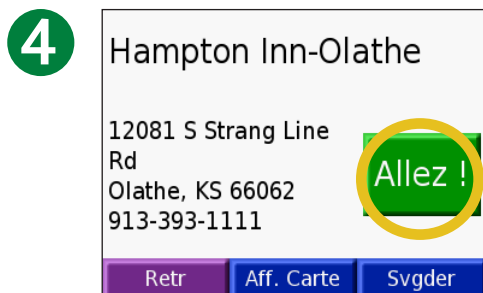 4
Hampton Inn-Olathe
12081 S Strang Line
Rd
Olathe, KS 66062
913-393-1111
Allez !
Retr Aff. Carte Svgder